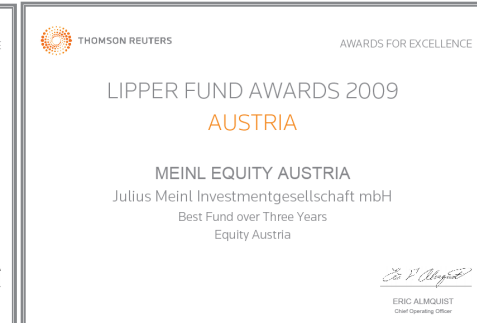 THOMSON REUTERS
AWARDS FOR EXCELLENCE
LIPPER FUND AWARDS 2009
AUSTRIA
MEINL EQUITY AUSTRIA
Julius Meinl Investmentgesellschaft mbH
Best Fund over Three Years
Equity Austria
ERIC ALMQUIST
Chief Operating Officer